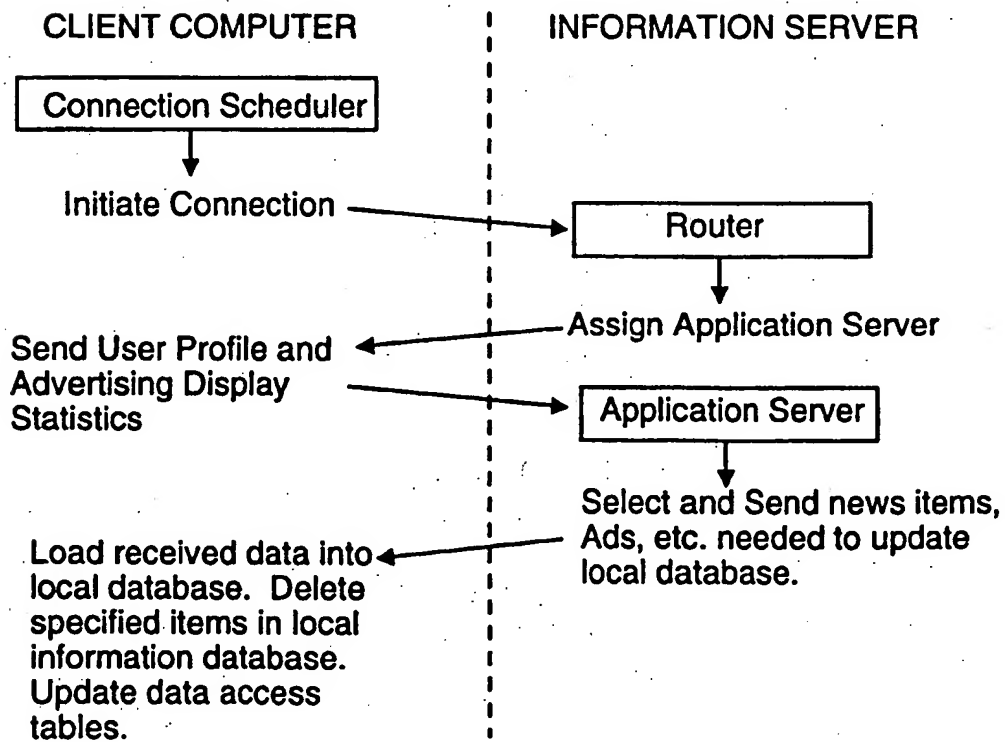 CLIENT COMPUTER
INFORMATION SERVER
Connection Scheduler
Initiate Connection
Router
Assign Application Server
Send User Profile and
Advertising Display
Statistics
Application Server
Select and Send news items,
Ads, etc. needed to update
local database.
Load received data into
local database. Delete
specified items in local
information database.
Update data access
tables.